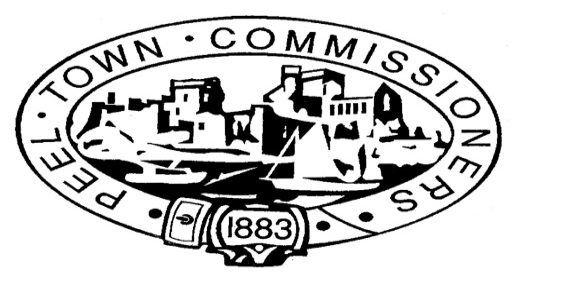 PEEL · TOWN · COMMISSIONERS
1883